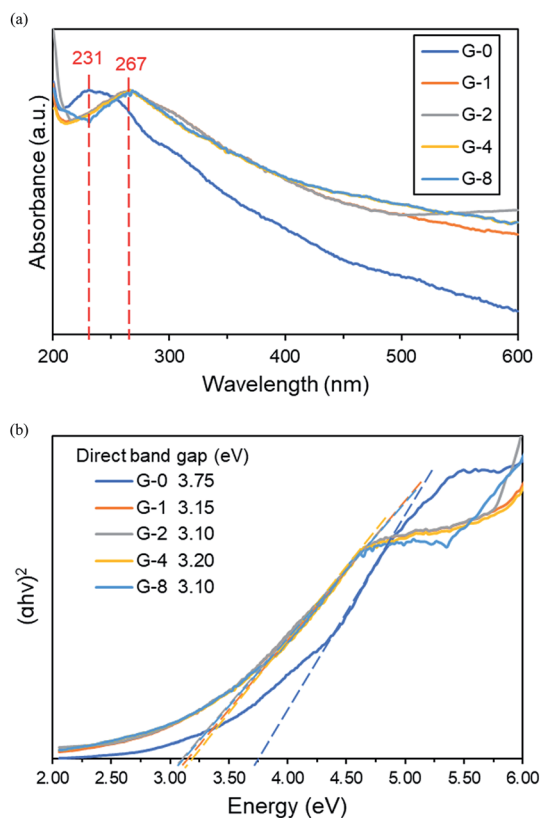 (a)
231 267
G-0
G-1
G-2
G-4
G-8
Absorbance (a.u.)
200 300 400 500 600
Wavelength (nm)
(b)
Direct band gap (eV)
G-0 3.75
G-1 3.15
G-2 3.10
G-4 3.20
G-8 3.10
(αhν)²
2.00 2.50 3.00 3.50 4.00 4.50 5.00 5.50 6.00
Energy (eV)